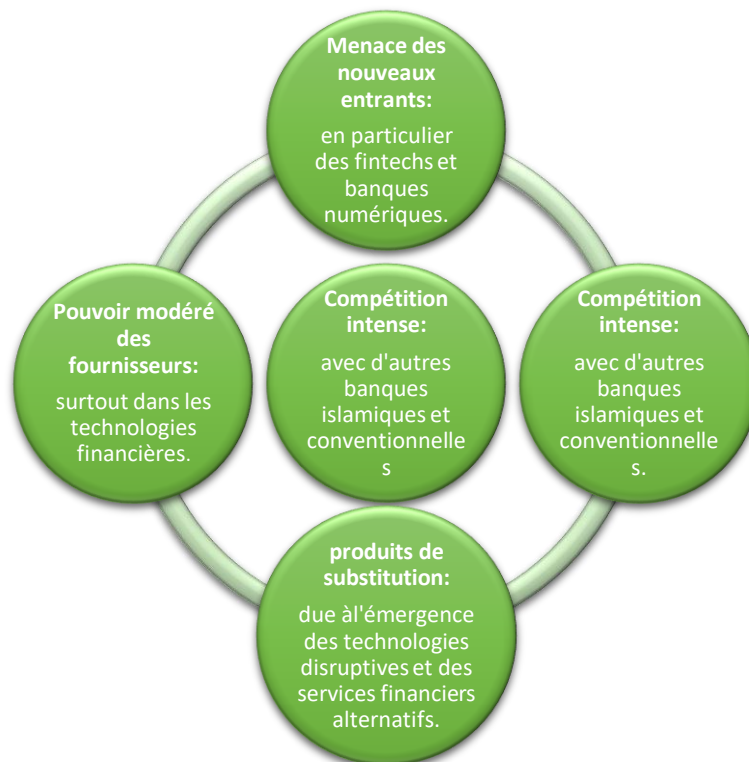 Menace des
nouveaux
entrants:
en particulier
des fintechs et
banques
numériques.
Pouvoir modéré
des
fournisseurs:
surtout dans les
technologies
financières.
Compétition
intense:
avec d'autres
banques
islamiques et
conventionnelle
s
Compétition
intense:
avec d'autres
banques
islamiques et
conventionnelle
s.
produits de
substitution:
due àl'émergence
des technologies
disruptives et des
services financiers
alternatifs.